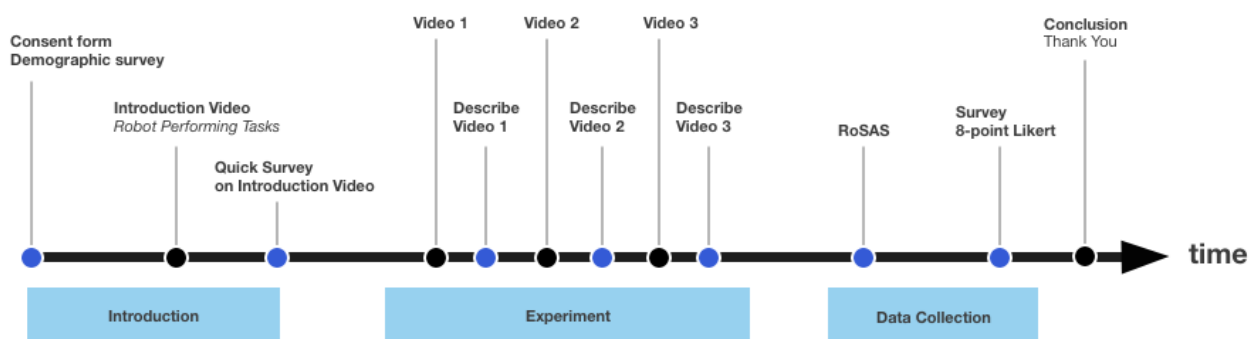 Consent form
Demographic survey
Introduction Video
Robot Performing Tasks
Quick Survey
on Introduction Video
Video 1
Describe
Video 1
Video 2
Describe
Video 2
Video 3
Describe
Video 3
RoSAS
Survey
8-point Likert
Conclusion
Thank You
time
Introduction
Experiment
Data Collection